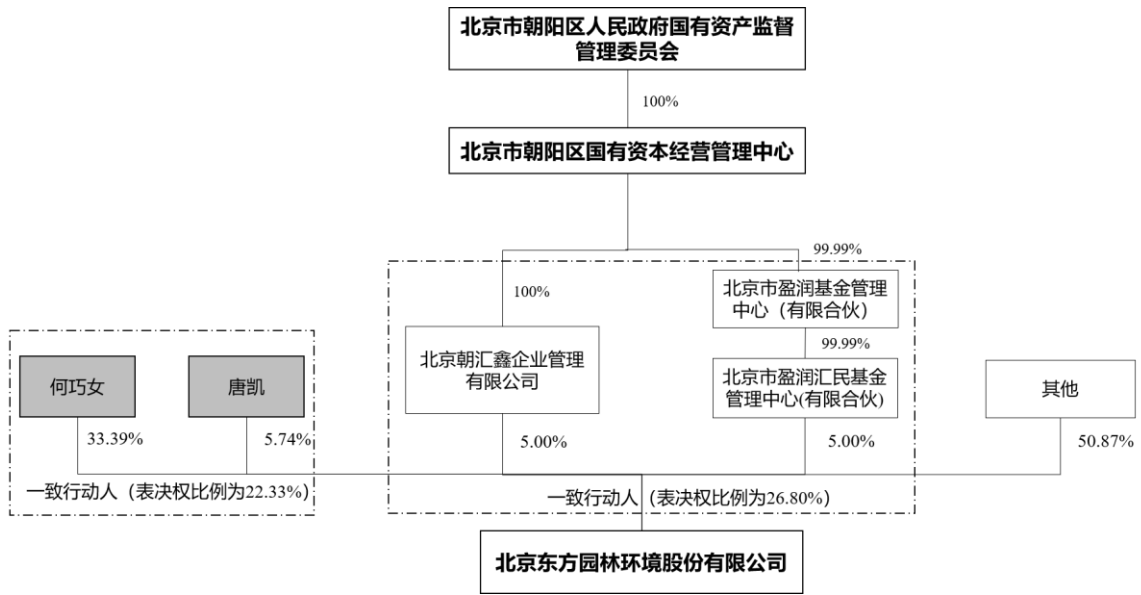 北京市朝阳区人民政府国有资产监督
管理委员会
100%
北京市朝阳区国有资本经营管理中心
99.99%
100%
北京市盈润基金管理
中心（有限合伙）
99.99%
何巧女
唐凯
北京朝汇鑫企业管理
有限公司
北京市盈润汇民基金
管理中心(有限合伙)
其他
33.39%
5.74%
5.00%
5.00%
50.87%
一致行动人（表决权比例为22.33%）
一致行动人（表决权比例为26.80%）
北京东方园林环境股份有限公司